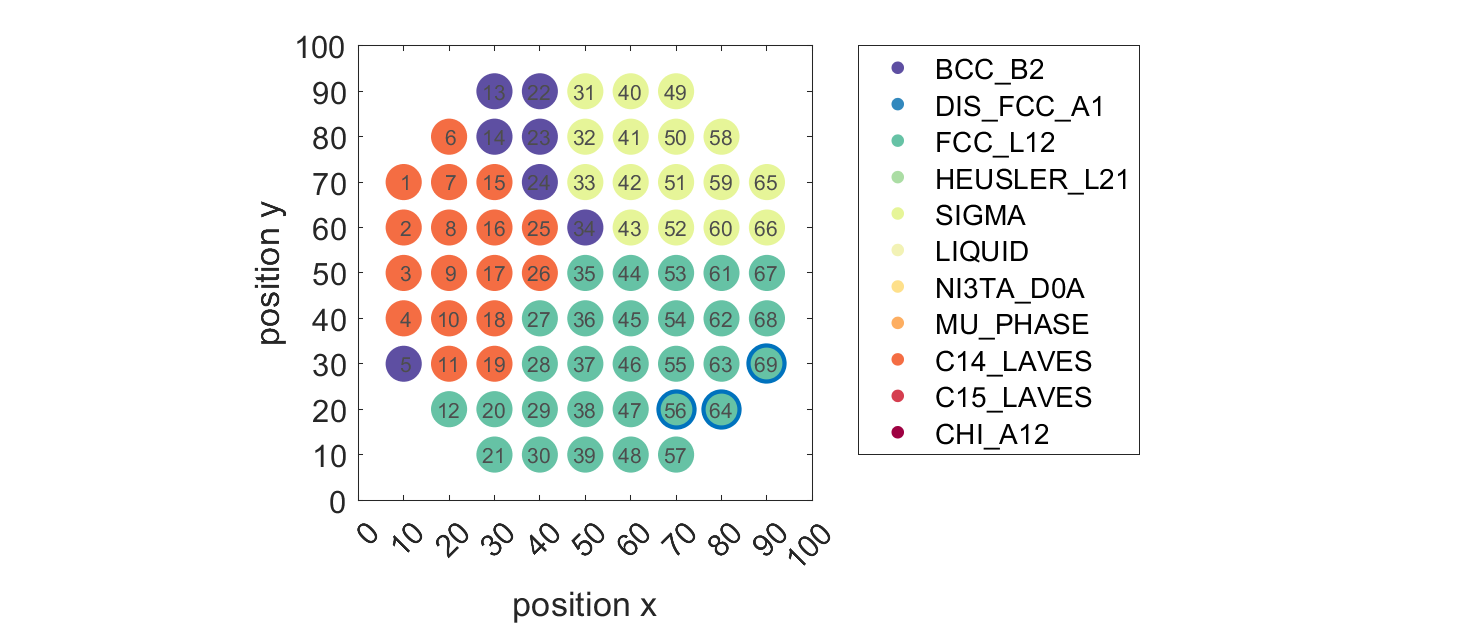 100
90
80
70
60
50
40
30
20
10
0
position y
13 22 31 40 49
6 14 23 32 41 50 58
1 7 15 24 33 42 51 59 65
2 8 16 25 34 43 52 60 66
3 9 17 26 35 44 53 61 67
4 10 18 27 36 45 54 62 68
5 11 19 28 37 46 55 63 69
12 20 29 38 47 56 64
21 30 39 48 57
0 10 20 30 40 50 60 70 80 90 100
position x
BCC_B2
DIS_FCC_A1
FCC_L12
HEUSLER_L21
SIGMA
LIQUID
NI3TA_D0A
MU_PHASE
C14_LAVES
C15_LAVES
CHI_A12